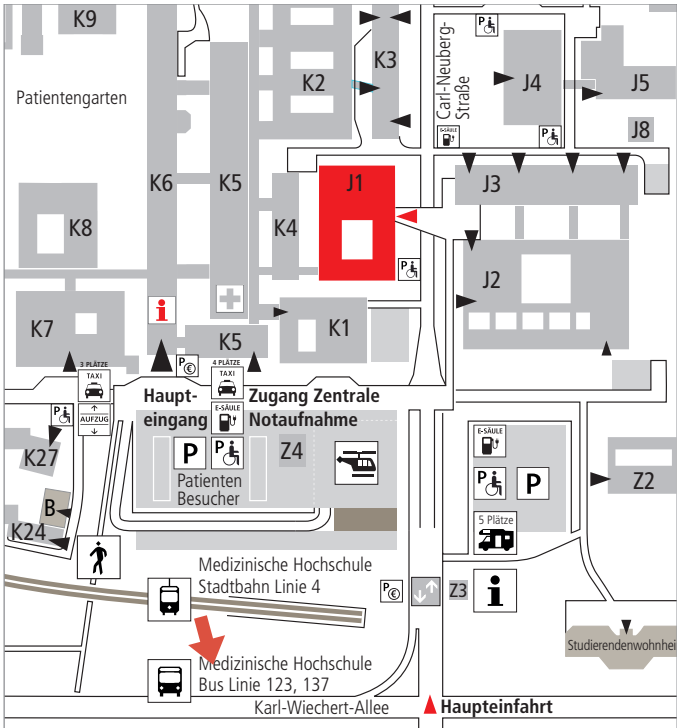 K9
K2
K3
Carl-Neuberg-
Straße
P
J4
J5
Patientengarten
E-SÄULE
P
J8
K6
K5
J1
J3
K8
K4
P
J2
i
K7
K5
K1
3 PLÄTZE
TAXI
P€
4 PLÄTZE
TAXI
Haupt-
eingang
Zugang Zentrale
Notaufnahme
P
↑
AUFZUG
↓
E-SÄULE
E-SÄULE
K27
P
P
Z4
P
P
Z2
Patienten
Besucher
B
K24
5 Plätze
Medizinische Hochschule
Stadtbahn Linie 4
P€
Z3
i
Studierendenwohnhei
Medizinische Hochschule
Bus Linie 123, 137
Karl-Wiechert-Allee
Haupteinfahrt